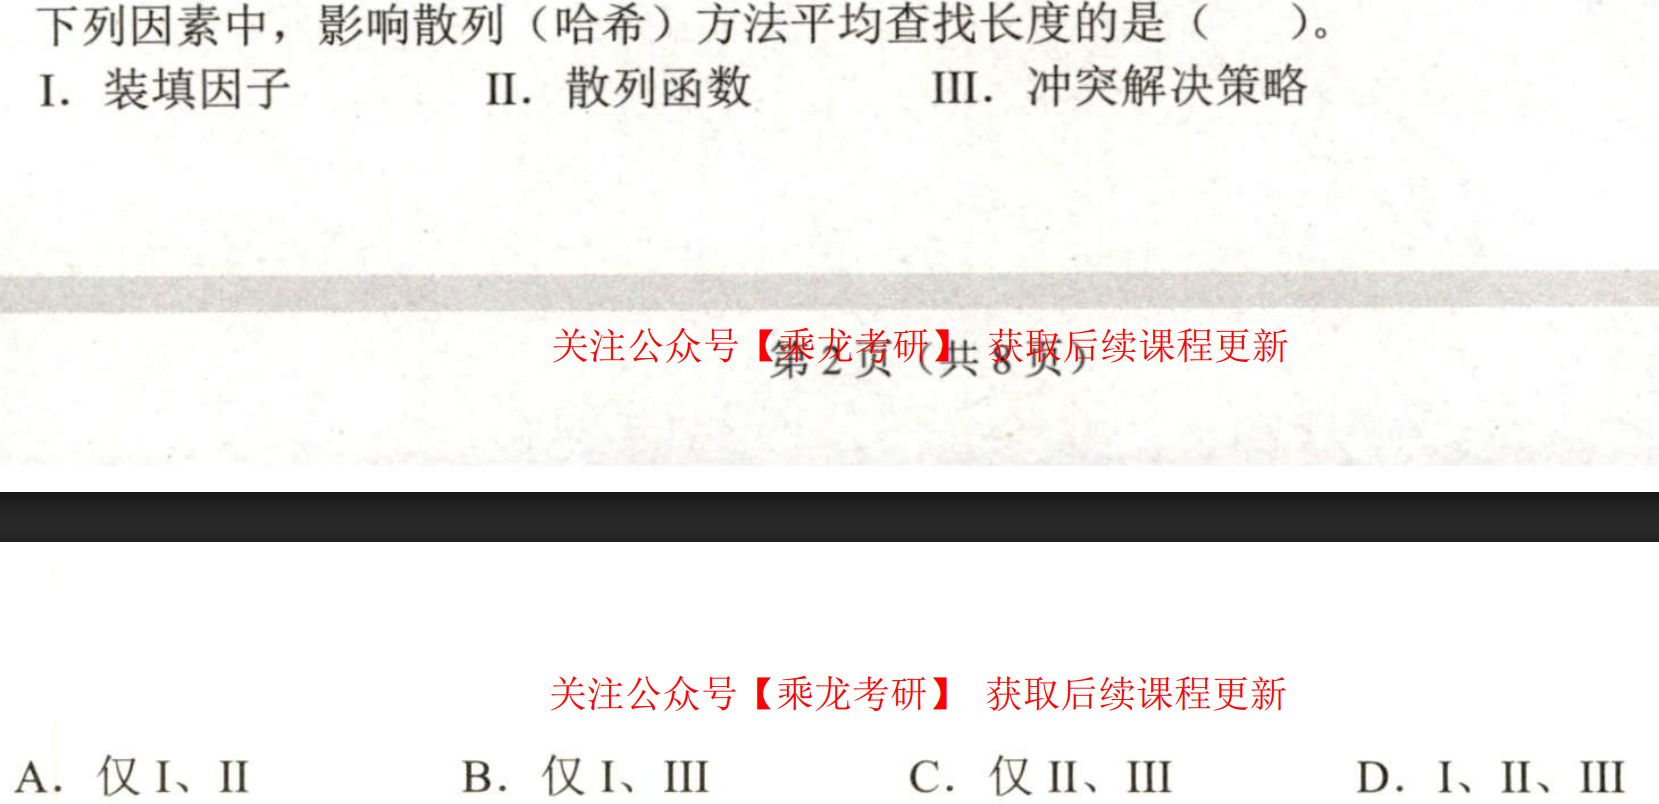 下列因素中，影响散列（哈希）方法平均查找长度的是（　　）。
I．装填因子　　II．散列函数　　III．冲突解决策略
关注公众号【乘龙考研】 获取后续课程更新
第 2 页（共 8 页）
关注公众号【乘龙考研】 获取后续课程更新
A．仅 I、II　　B．仅 I、III　　C．仅 II、III　　D．I、II、III